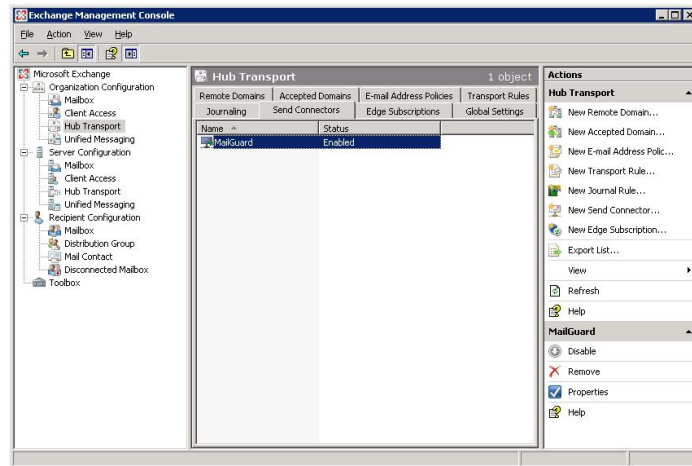 Exchange Management Console
File Action View Help
Microsoft Exchange
Organization Configuration
Mailbox
Client Access
Hub Transport
Unified Messaging
Server Configuration
Mailbox
Client Access
Hub Transport
Unified Messaging
Recipient Configuration
Mailbox
Distribution Group
Mail Contact
Disconnected Mailbox
Toolbox
Hub Transport 1 object
Remote Domains Accepted Domains E-mail Address Policies Transport Rules
Journaling Send Connectors Edge Subscriptions Global Settings
Name Status
MailGuard Enabled
Actions
Hub Transport
New Remote Domain...
New Accepted Domain...
New E-mail Address Polic...
New Transport Rule...
New Journal Rule...
New Send Connector...
New Edge Subscription...
Export List...
View
Refresh
Help
MailGuard
Disable
Remove
Properties
Help